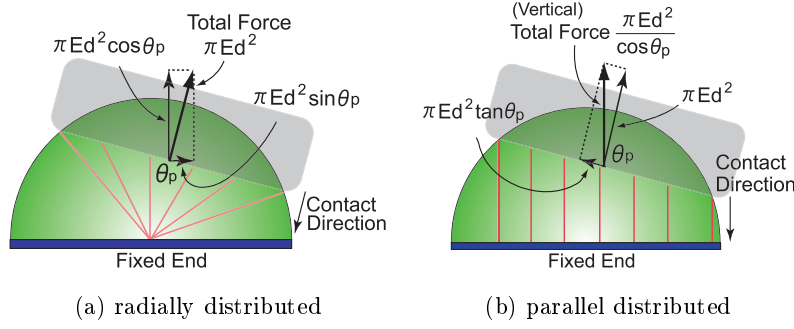 Total Force
πEd²cosθp
πEd²
πEd²sinθp
θp
Contact
Direction
Fixed End
(a) radially distributed
(Vertical)
Total Force πEd²/cosθp
πEd²
πEd²tanθp
θp
Contact
Direction
Fixed End
(b) parallel distributed